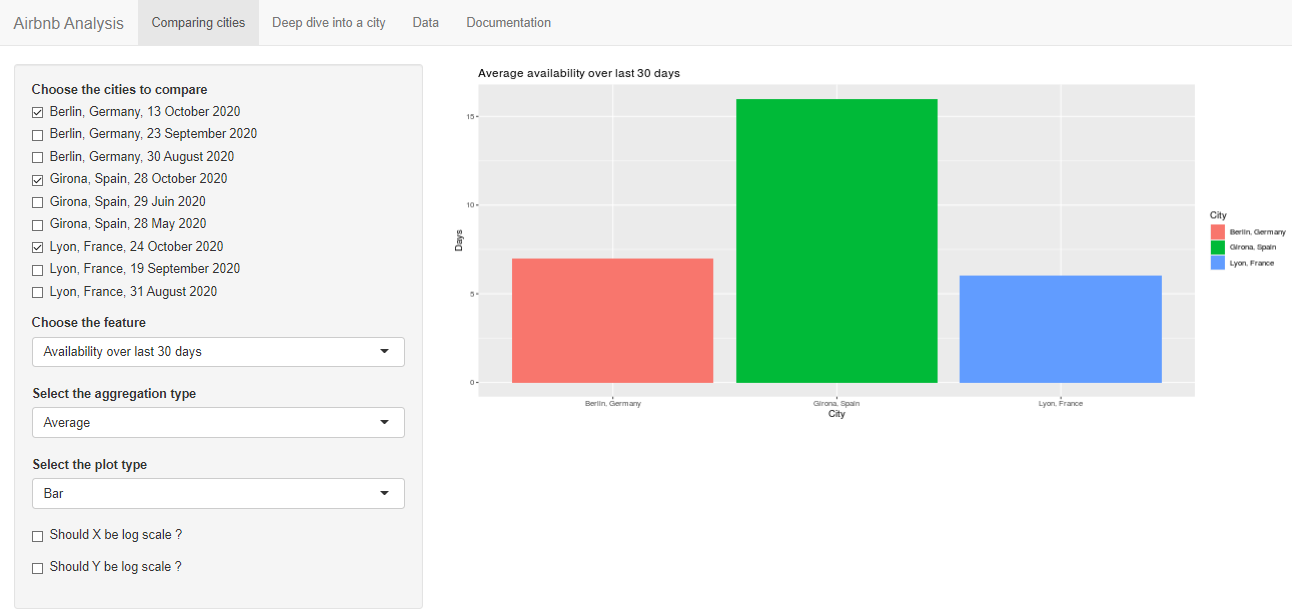 Airbnb Analysis
Comparing cities
Deep dive into a city
Data
Documentation
Choose the cities to compare
Berlin, Germany, 13 October 2020
Berlin, Germany, 23 September 2020
Berlin, Germany, 30 August 2020
Girona, Spain, 28 October 2020
Girona, Spain, 29 Juin 2020
Girona, Spain, 28 May 2020
Lyon, France, 24 October 2020
Lyon, France, 19 September 2020
Lyon, France, 31 August 2020
Choose the feature
Availability over last 30 days
Select the aggregation type
Average
Select the plot type
Bar
Should X be log scale ?
Should Y be log scale ?
Average availability over last 30 days
15
10
5
0
Days
Berlin, Germany
Girona, Spain
Lyon, France
City
City
Berlin, Germany
Girona, Spain
Lyon, France